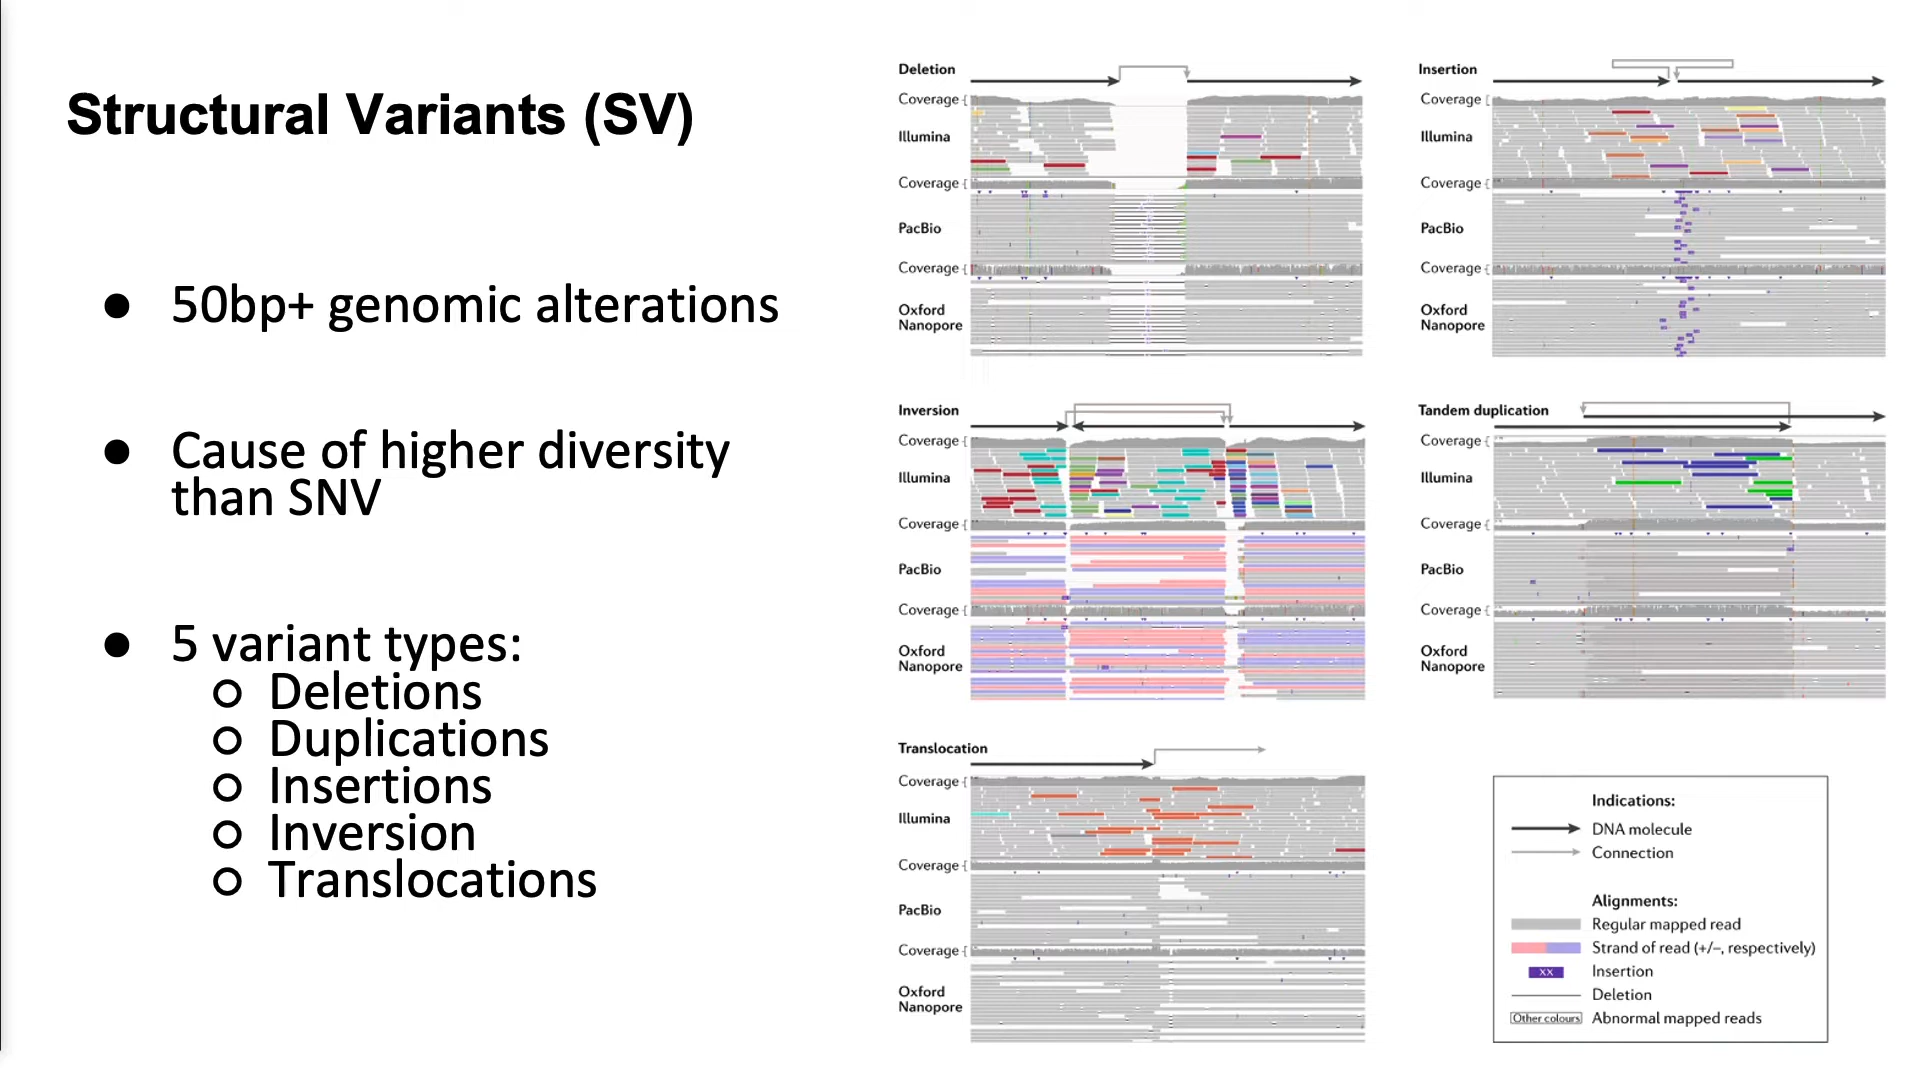 Structural Variants (SV)
● 50bp+ genomic alterations
● Cause of higher diversity
than SNV
● 5 variant types:
○ Deletions
○ Duplications
○ Insertions
○ Inversion
○ Translocations
Deletion
Coverage
Illumina
Coverage
PacBio
Coverage
Oxford
Nanopore
Insertion
Coverage
Illumina
Coverage
PacBio
Coverage
Oxford
Nanopore
Inversion
Coverage
Illumina
Coverage
PacBio
Coverage
Oxford
Nanopore
Tandem duplication
Coverage
Illumina
Coverage
PacBio
Coverage
Oxford
Nanopore
Translocation
Coverage
Illumina
Coverage
PacBio
Coverage
Oxford
Nanopore
Indications:
DNA molecule
Connection
Alignments:
Regular mapped read
Strand of read (+/–, respectively)
XX Insertion
Deletion
Other colours Abnormal mapped reads